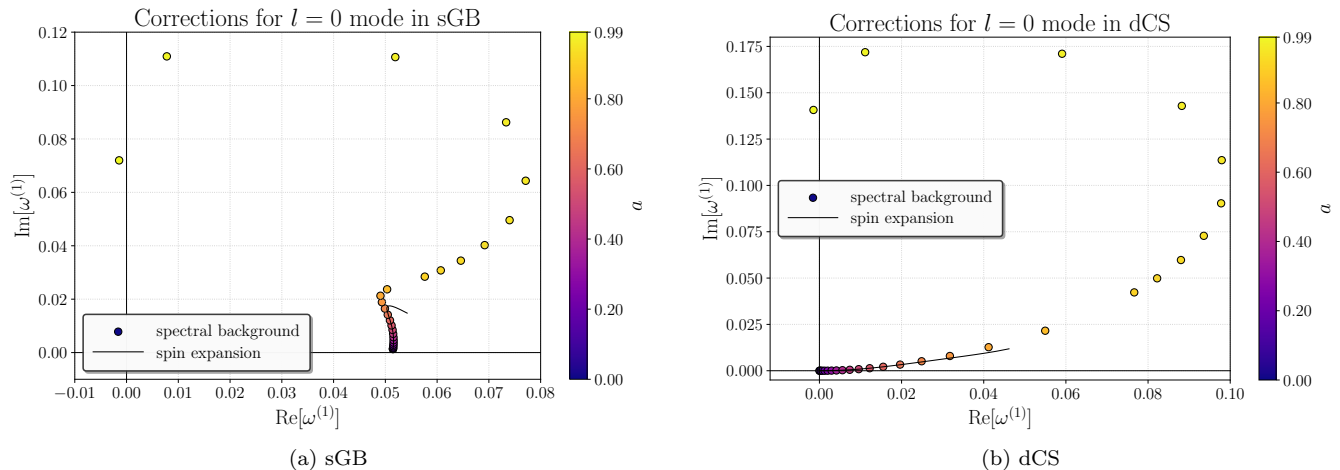 Corrections for l = 0 mode in sGB
0.12
0.10
0.08
0.06
0.04
0.02
0.00
Im[ω⁽¹⁾]
spectral background
spin expansion
−0.01 0.00 0.01 0.02 0.03 0.04 0.05 0.06 0.07 0.08
Re[ω⁽¹⁾]
0.99
0.80
0.60
0.40
0.20
0.00
a
(a) sGB
Corrections for l = 0 mode in dCS
0.175
0.150
0.125
0.100
0.075
0.050
0.025
0.000
Im[ω⁽¹⁾]
spectral background
spin expansion
0.00 0.02 0.04 0.06 0.08 0.10
Re[ω⁽¹⁾]
0.99
0.80
0.60
0.40
0.20
0.00
a
(b) dCS